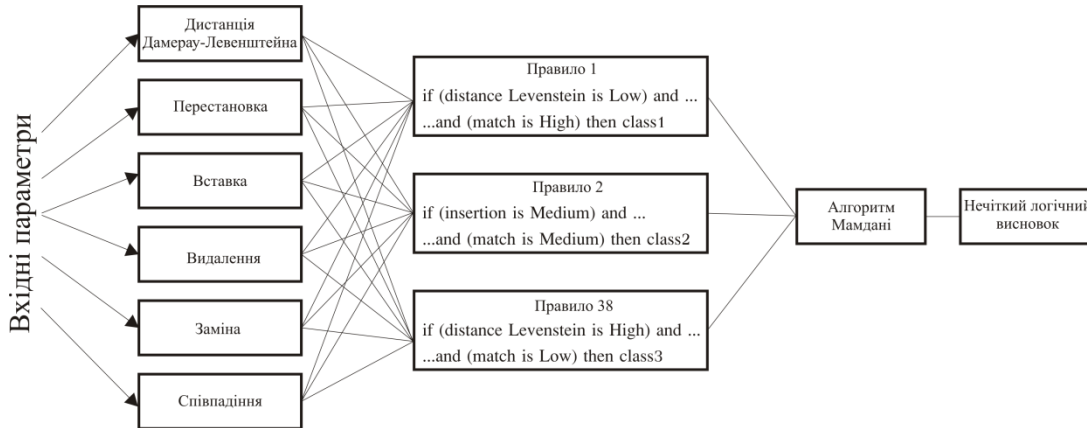 Вхідні параметри
Дистанція
Дамерау-Левенштейна
Перестановка
Вставка
Видалення
Заміна
Співпадіння
Правило 1
if (distance Levenstein is Low) and ...
...and (match is High) then class1
Правило 2
if (insertion is Medium) and ...
...and (match is Medium) then class2
Правило 38
if (distance Levenstein is High) and ...
...and (match is Low) then class3
Алгоритм
Мамдані
Нечіткий логічний
висновок